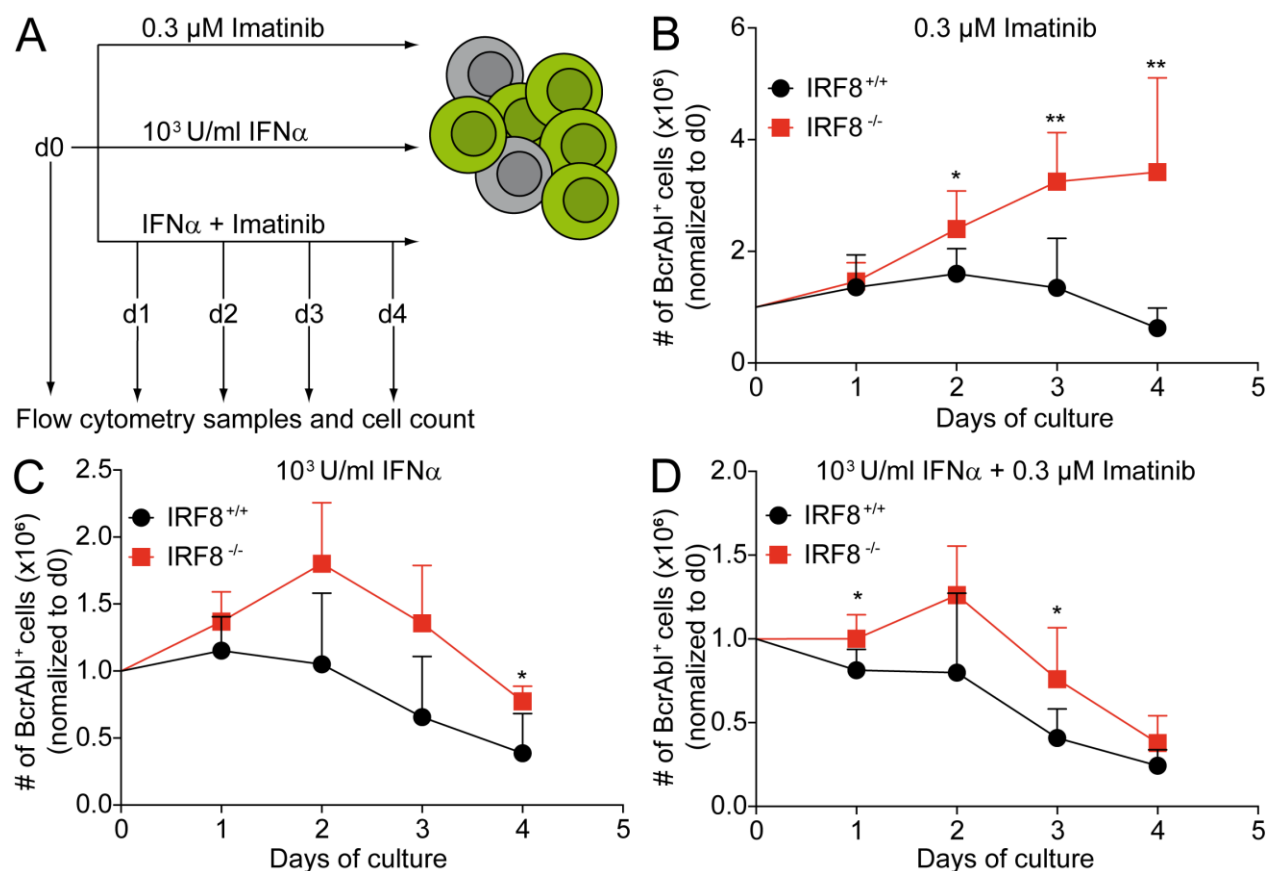 A
0.3 µM Imatinib
10³ U/ml IFNα
d0
IFNα + Imatinib
d1 d2 d3 d4
Flow cytometry samples and cell count
B
0.3 µM Imatinib
IRF8⁺/⁺
IRF8⁻/⁻
# of BcrAbl⁺ cells (x10⁶)
(nomalized to d0)
8
6
4
2
0
* ** **
0 1 2 3 4 5
Days of culture
C
10³ U/ml IFNα
IRF8⁺/⁺
IRF8⁻/⁻
# of BcrAbl⁺ cells (x10⁶)
(nomalized to d0)
2.5
2.0
1.5
1.0
0.5
0.0
*
0 1 2 3 4 5
Days of culture
D
10³ U/ml IFNα + 0.3 µM Imatinib
IRF8⁺/⁺
IRF8⁻/⁻
# of BcrAbl⁺ cells (x10⁶)
(nomalized to d0)
2.0
1.5
1.0
0.5
0.0
* *
0 1 2 3 4 5
Days of culture